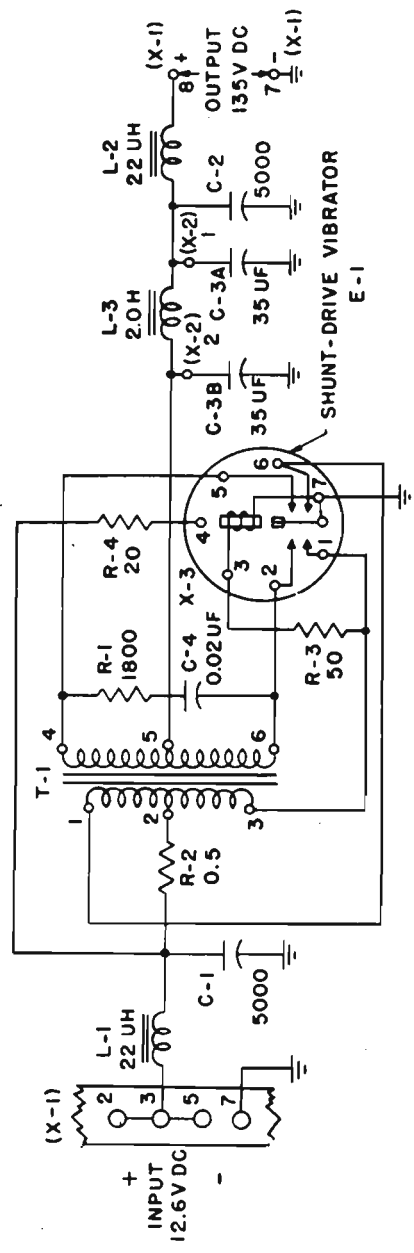 (X-1)
+
INPUT
12.6V DC
-
2
3
5
7
L-1
22 UH
C-1
5000
R-2
0.5
T-1
1
2
3
4
5
6
R-1
1800
C-4
0.02UF
R-4
20
R-3
50
X-3
1
2
3
4
5
6
7
SHUNT-DRIVE VIBRATOR
E-1
C-3B
35 UF
(X-2)
2
L-3
2.0H
(X-2)
1
C-3A
35 UF
C-2
5000
L-2
22 UH
(X-1)
8 +
OUTPUT
135V DC
7 -
(X-1)